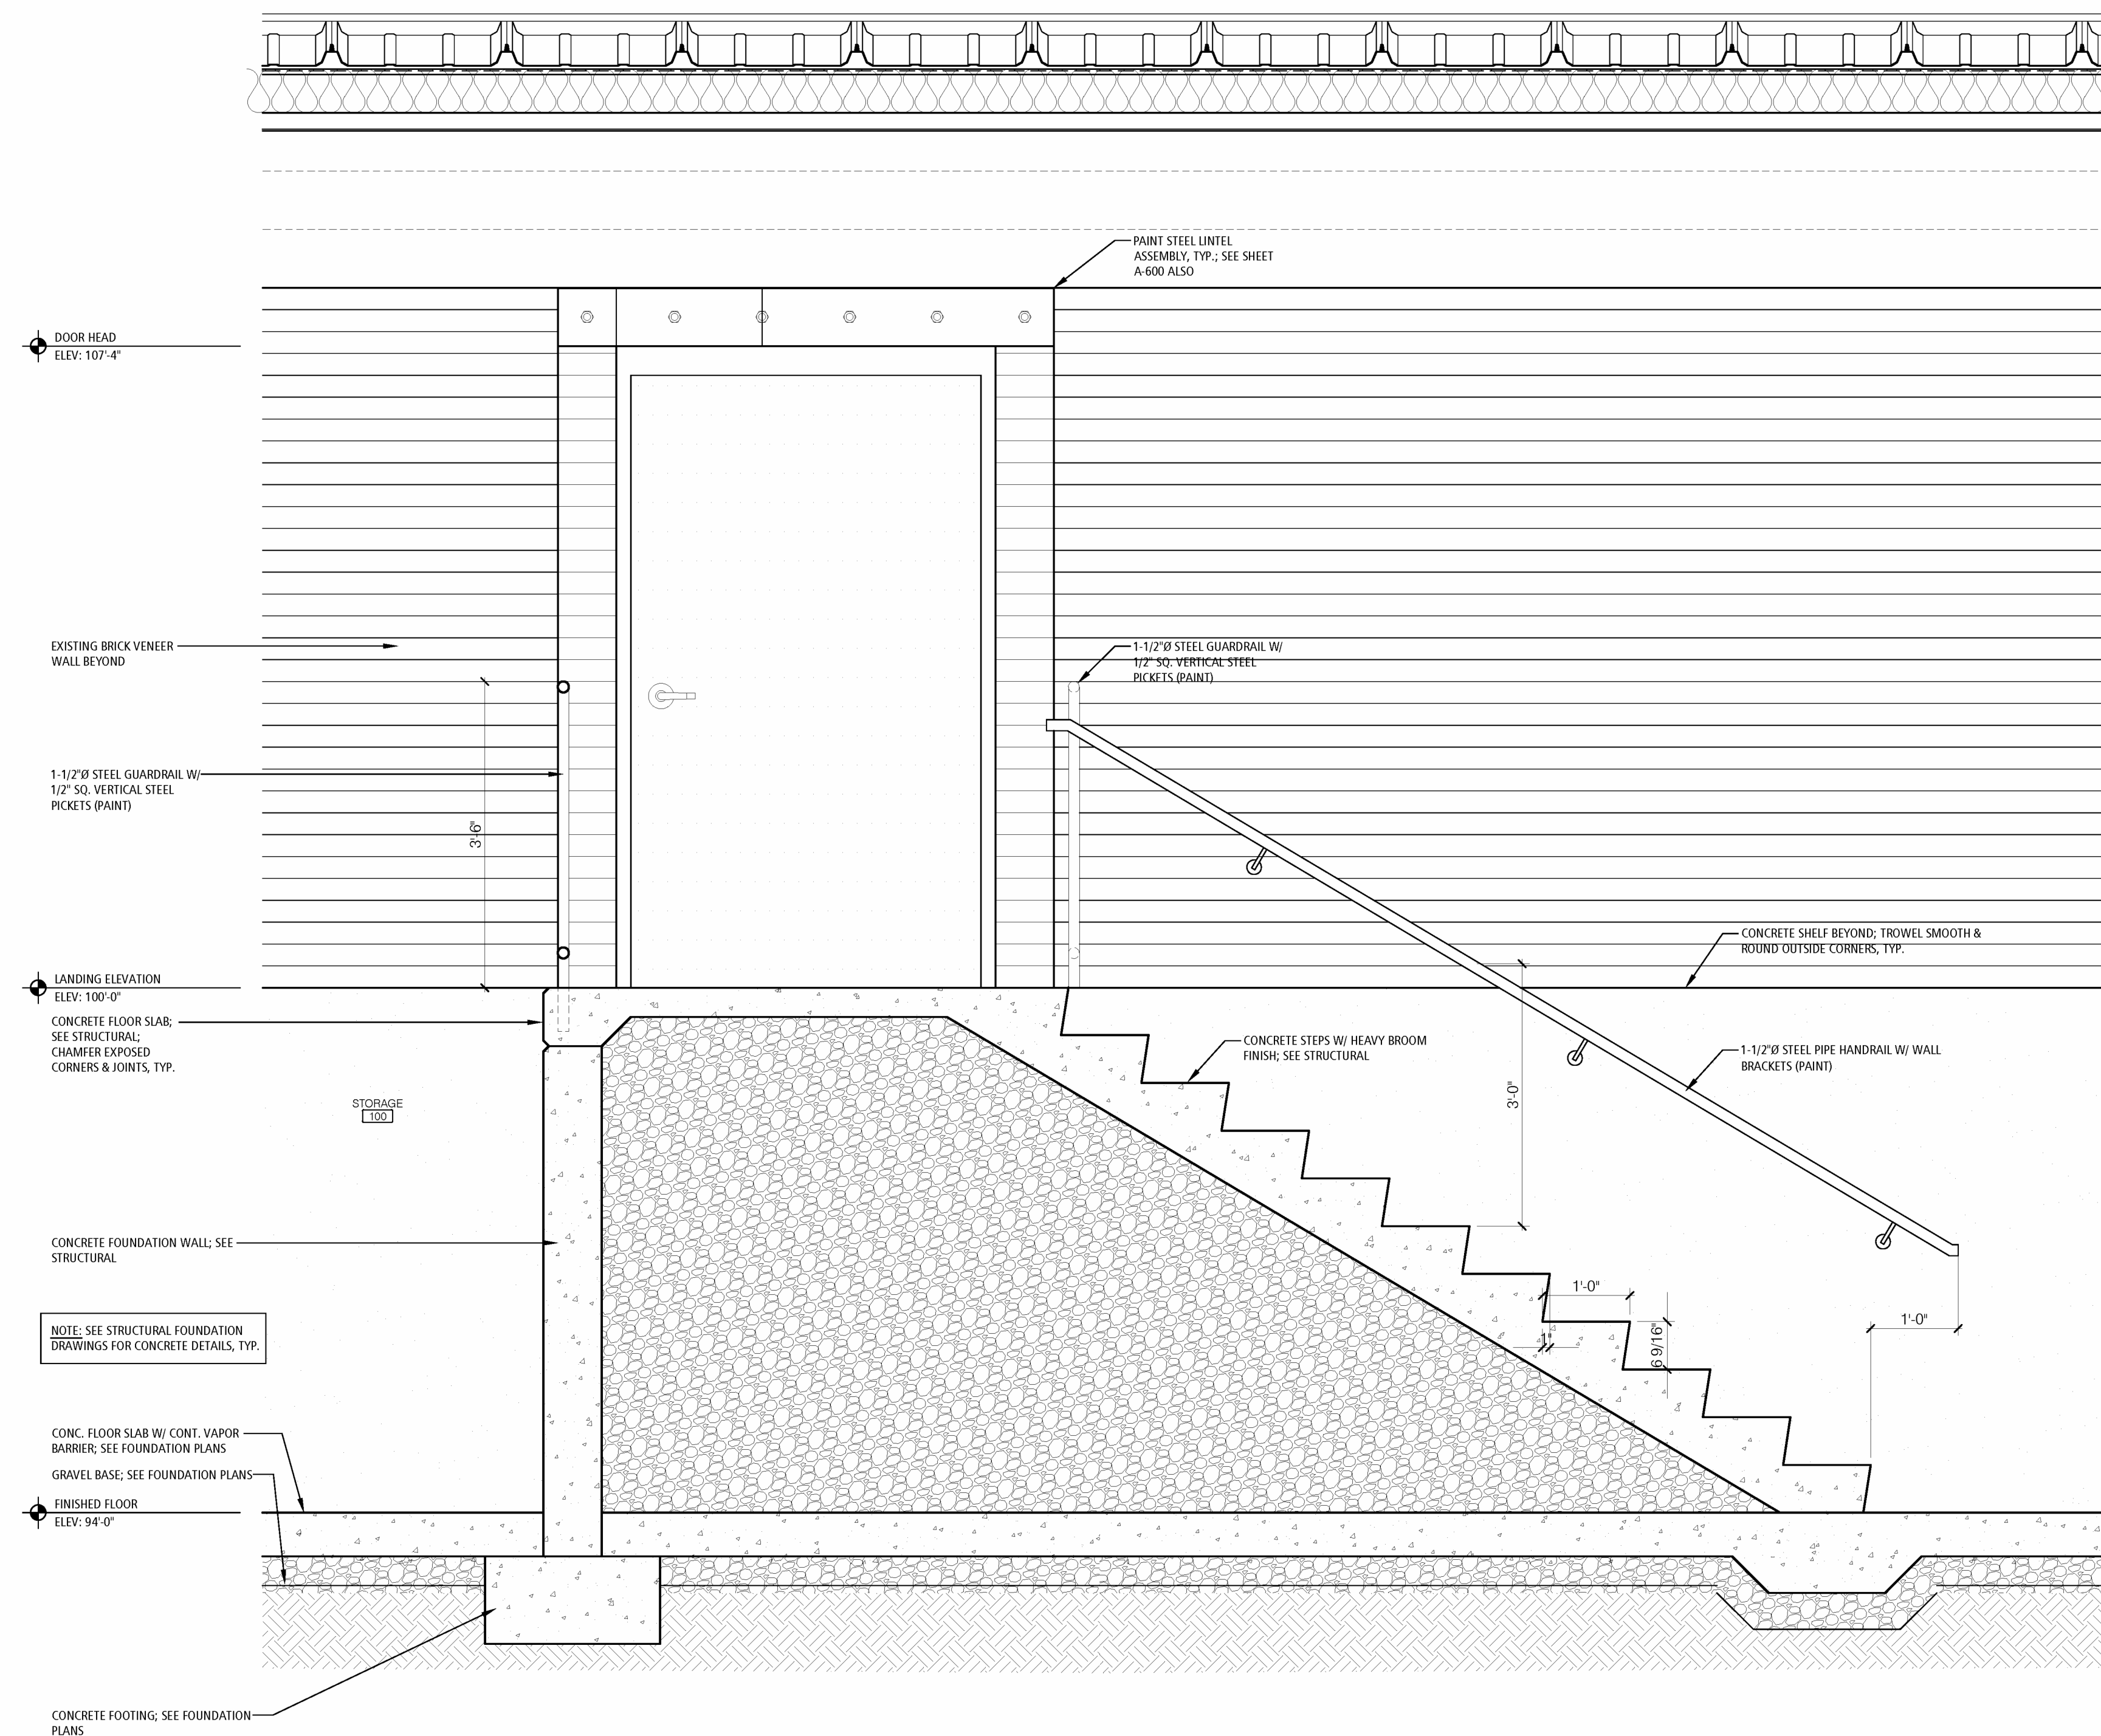 PAINT STEEL LINTEL
ASSEMBLY, TYP.; SEE SHEET
A-600 ALSO
DOOR HEAD
ELEV: 107'-4"
EXISTING BRICK VENEER
WALL BEYOND
1-1/2"Ø STEEL GUARDRAIL W/
1/2" SQ. VERTICAL STEEL
PICKETS (PAINT)
1-1/2"Ø STEEL GUARDRAIL W/
1/2" SQ. VERTICAL STEEL
PICKETS (PAINT)
3'-6"
CONCRETE SHELF BEYOND; TROWEL SMOOTH &
ROUND OUTSIDE CORNERS, TYP.
LANDING ELEVATION
ELEV: 100'-0"
CONCRETE FLOOR SLAB;
SEE STRUCTURAL;
CHAMFER EXPOSED
CORNERS & JOINTS, TYP.
CONCRETE STEPS W/ HEAVY BROOM
FINISH; SEE STRUCTURAL
1-1/2"Ø STEEL PIPE HANDRAIL W/ WALL
BRACKETS (PAINT)
3'-0"
STORAGE
100
CONCRETE FOUNDATION WALL; SEE
STRUCTURAL
1'-0"
1"
6 9/16"
1'-0"
NOTE: SEE STRUCTURAL FOUNDATION
DRAWINGS FOR CONCRETE DETAILS, TYP.
CONC. FLOOR SLAB W/ CONT. VAPOR
BARRIER; SEE FOUNDATION PLANS
GRAVEL BASE; SEE FOUNDATION PLANS
FINISHED FLOOR
ELEV: 94'-0"
CONCRETE FOOTING; SEE FOUNDATION
PLANS